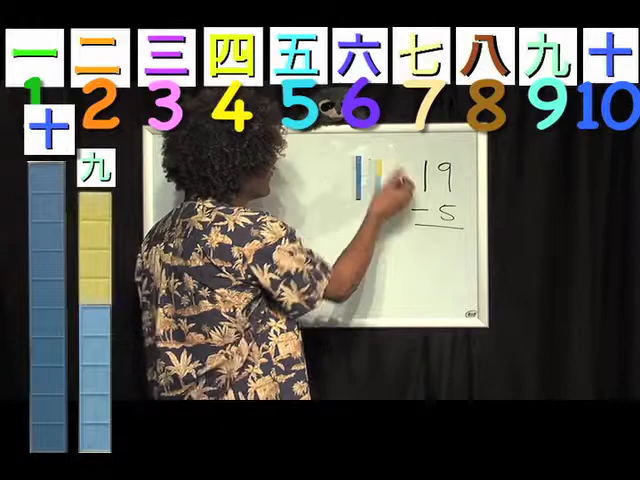 一 二 三 四 五 六 七 八 九 十
1 2 3 4 5 6 7 8 9 10
十
九
19
- 5